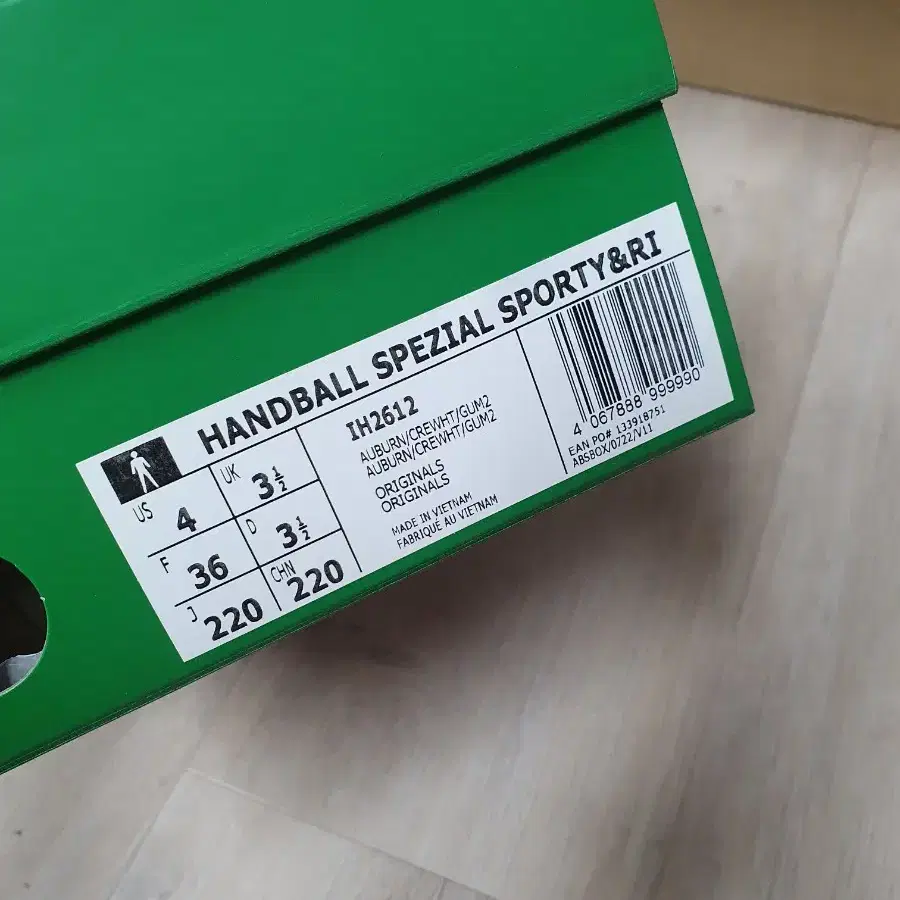 HANDBALL SPEZIAL SPORTY&RI
US 4
UK 3½
F 36
D 3½
J 220
CHN 220
IH2612
AUBURN/CREWHT/GUM2
AUBURN/CREWHT/GUM2
ORIGINALS
ORIGINALS
MADE IN VIETNAM
FABRIQUÉ AU VIETNAM
4 067888 999990
EAN PO# 133918751
ABSBOX/0722/V11